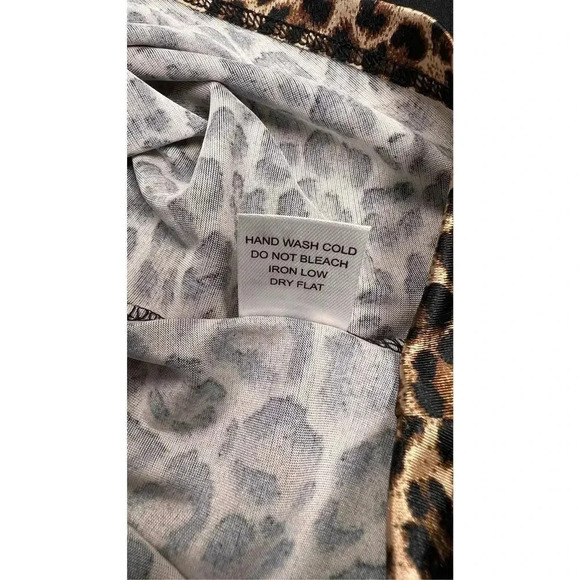 HAND WASH COLD
DO NOT BLEACH
IRON LOW
DRY FLAT